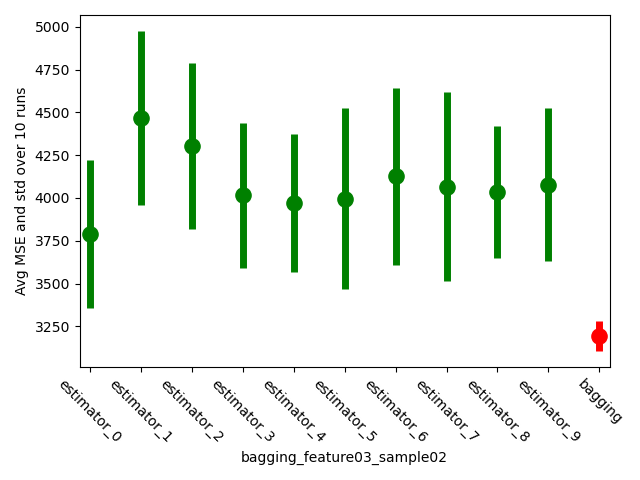 Avg MSE and std over 10 runs
5000
4750
4500
4250
4000
3750
3500
3250
estimator_0
estimator_1
estimator_2
estimator_3
estimator_4
estimator_5
estimator_6
estimator_7
estimator_8
estimator_9
bagging
bagging_feature03_sample02